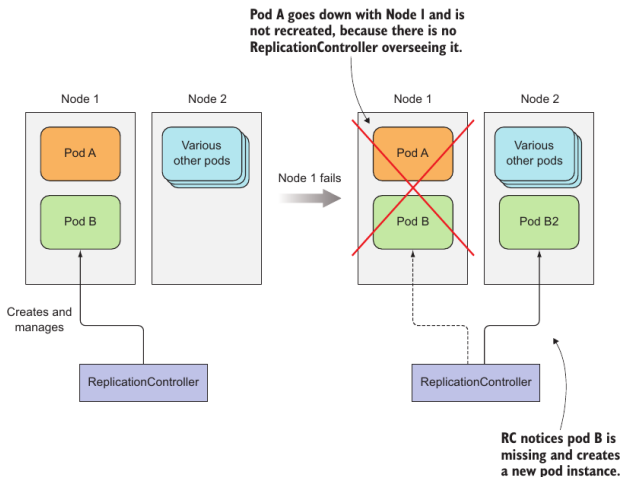 Pod A goes down with Node 1 and is
not recreated, because there is no
ReplicationController overseeing it.
Node 1
Node 2
Pod A
Various
other pods
Pod B
Creates and
manages
ReplicationController
Node 1 fails
Node 1
Node 2
Pod A
Various
other pods
Pod B
Pod B2
ReplicationController
RC notices pod B is
missing and creates
a new pod instance.